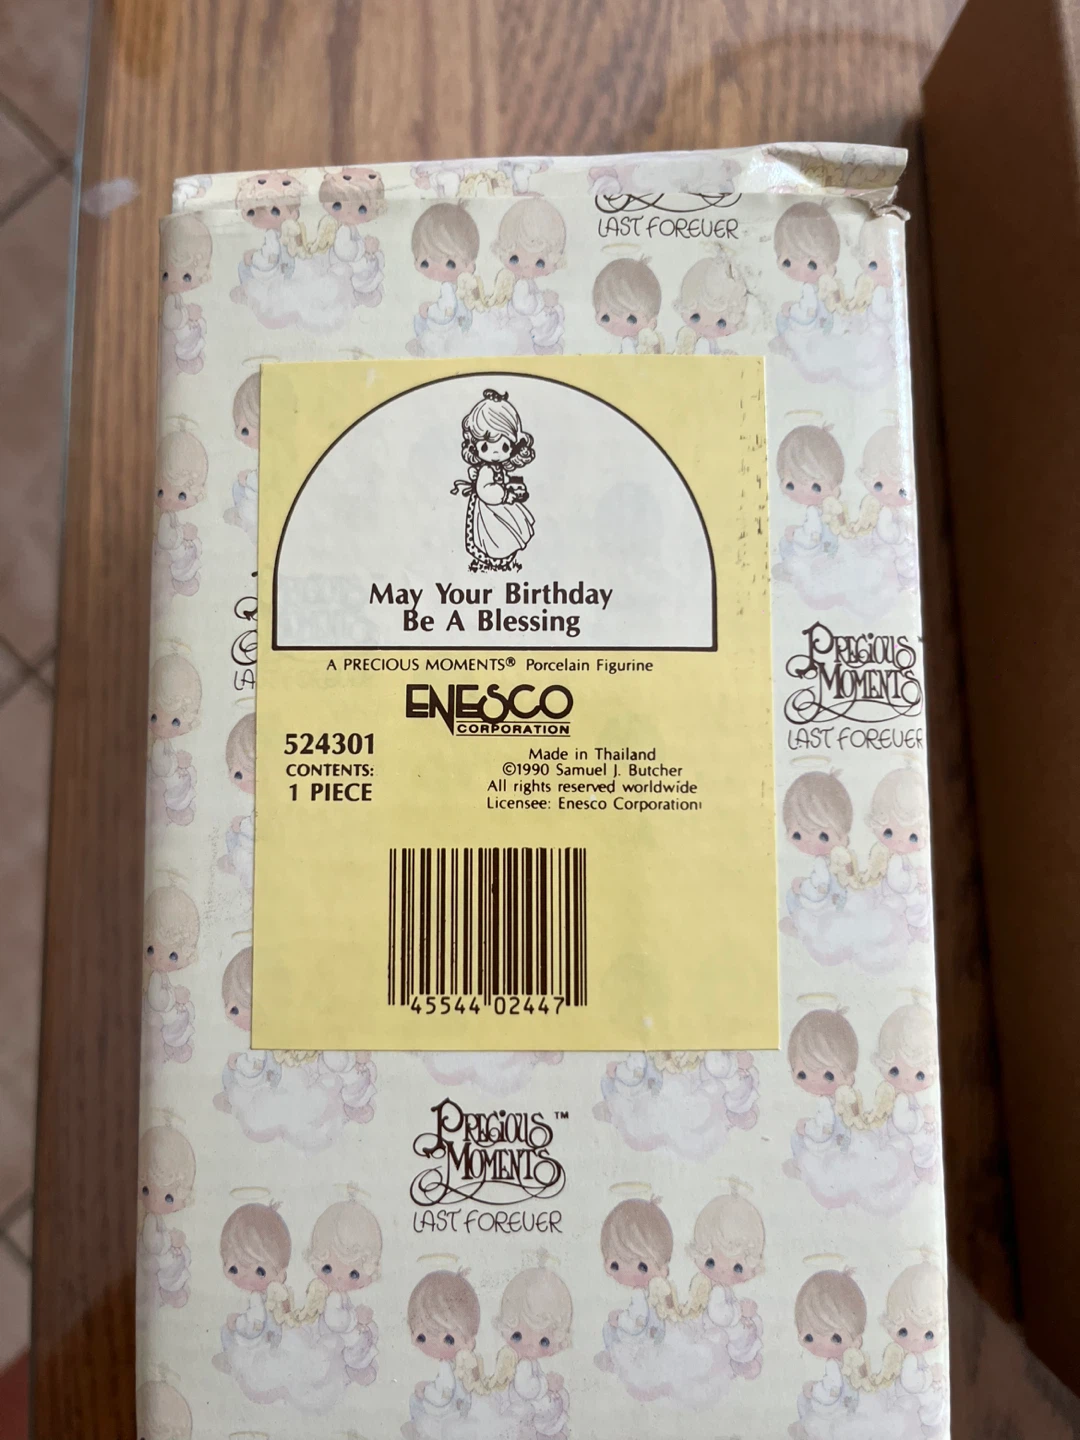 LAST FOREVER
May Your Birthday
Be A Blessing
A PRECIOUS MOMENTS® Porcelain Figurine
ENESCO
CORPORATION
524301
CONTENTS:
1 PIECE
Made in Thailand
©1990 Samuel J. Butcher
All rights reserved worldwide
Licensee: Enesco Corporation
45544 02447
PRECIOUS
MOMENTS
LAST FOREVER
LA
PRECIOUS™
MOMENTS
LAST FOREVER